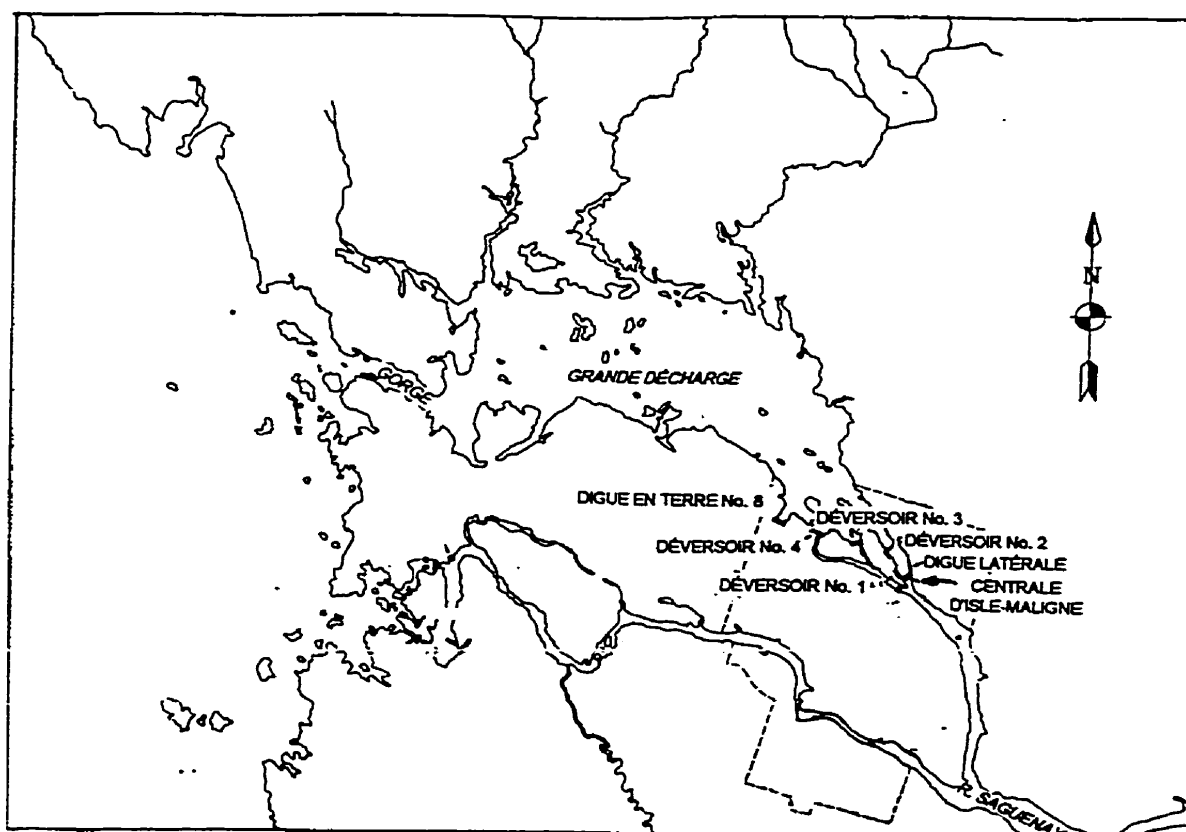 N
GORGE
GRANDE DÉCHARGE
DIGUE EN TERRE No. 8
DÉVERSOIR No. 3
DÉVERSOIR No. 4
DÉVERSOIR No. 2
DIGUE LATÉRALE
DÉVERSOIR No. 1
CENTRALE
D'ISLE-MALIGNE
R. SAGUENAY